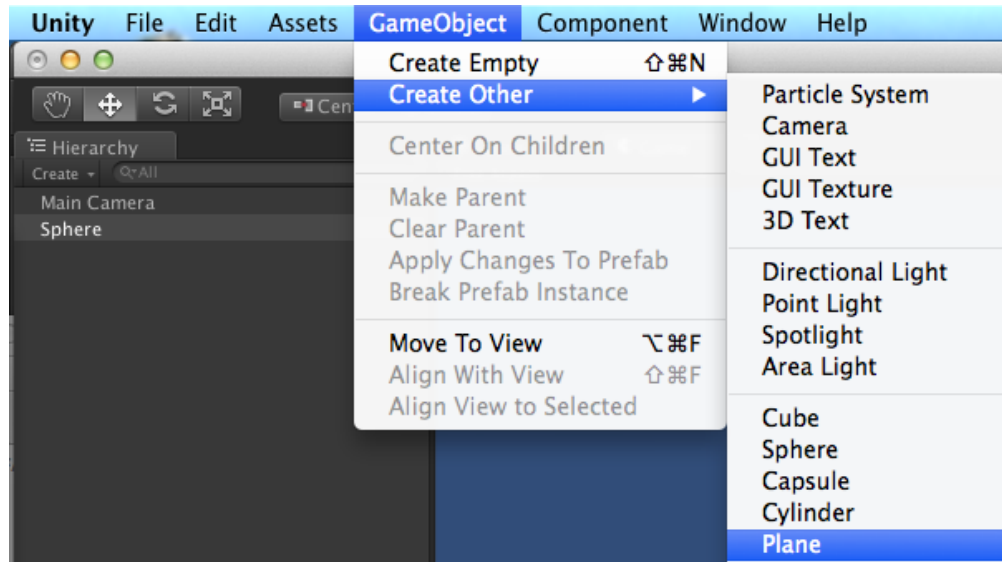 Unity File Edit Assets GameObject Component Window Help
Create Empty ⇧⌘N
Create Other ▶
Center On Children
Make Parent
Clear Parent
Apply Changes To Prefab
Break Prefab Instance
Move To View ⌥⌘F
Align With View ⇧⌘F
Align View to Selected
Particle System
Camera
GUI Text
GUI Texture
3D Text
Directional Light
Point Light
Spotlight
Area Light
Cube
Sphere
Capsule
Cylinder
Plane
Cen
Hierarchy
Create All
Main Camera
Sphere